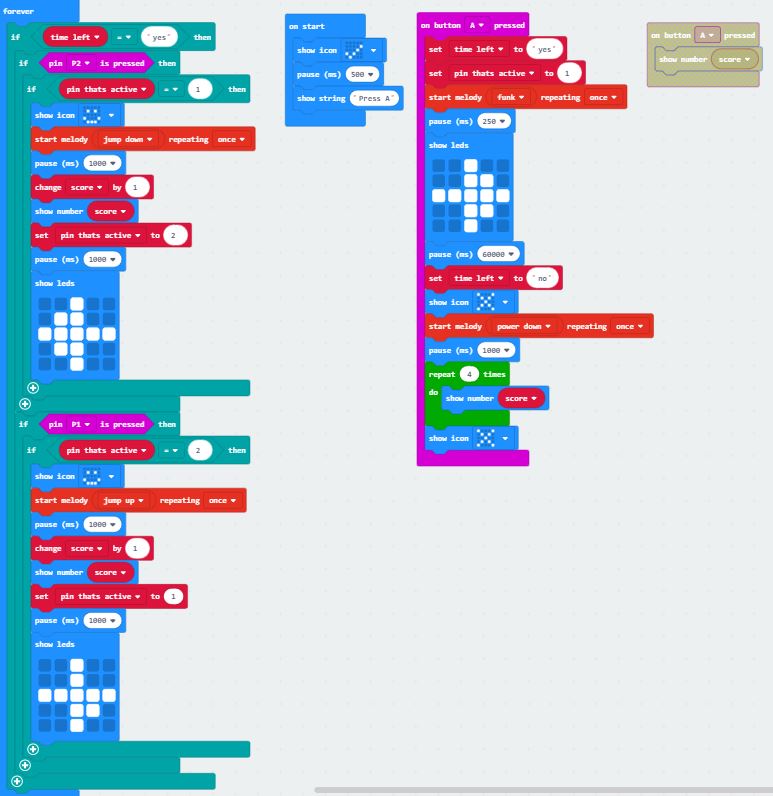 forever
if time left = "yes" then
if pin P2 is pressed then
if pin thats active = 1 then
show icon
start melody jump down repeating once
pause (ms) 1000
change score by 1
show number score
set pin thats active to 2
pause (ms) 1000
show leds
if pin P1 is pressed then
if pin thats active = 2 then
show icon
start melody jump up repeating once
pause (ms) 1000
change score by 1
show number score
set pin thats active to 1
pause (ms) 1000
show leds
on start
show icon
pause (ms) 500
show string "Press A"
on button A pressed
set time left to "yes"
set pin thats active to 1
start melody funk repeating once
pause (ms) 250
show leds
pause (ms) 60000
set time left to "no"
show icon
start melody power down repeating once
pause (ms) 1000
repeat 4 times
do show number score
show icon
on button A pressed
show number score